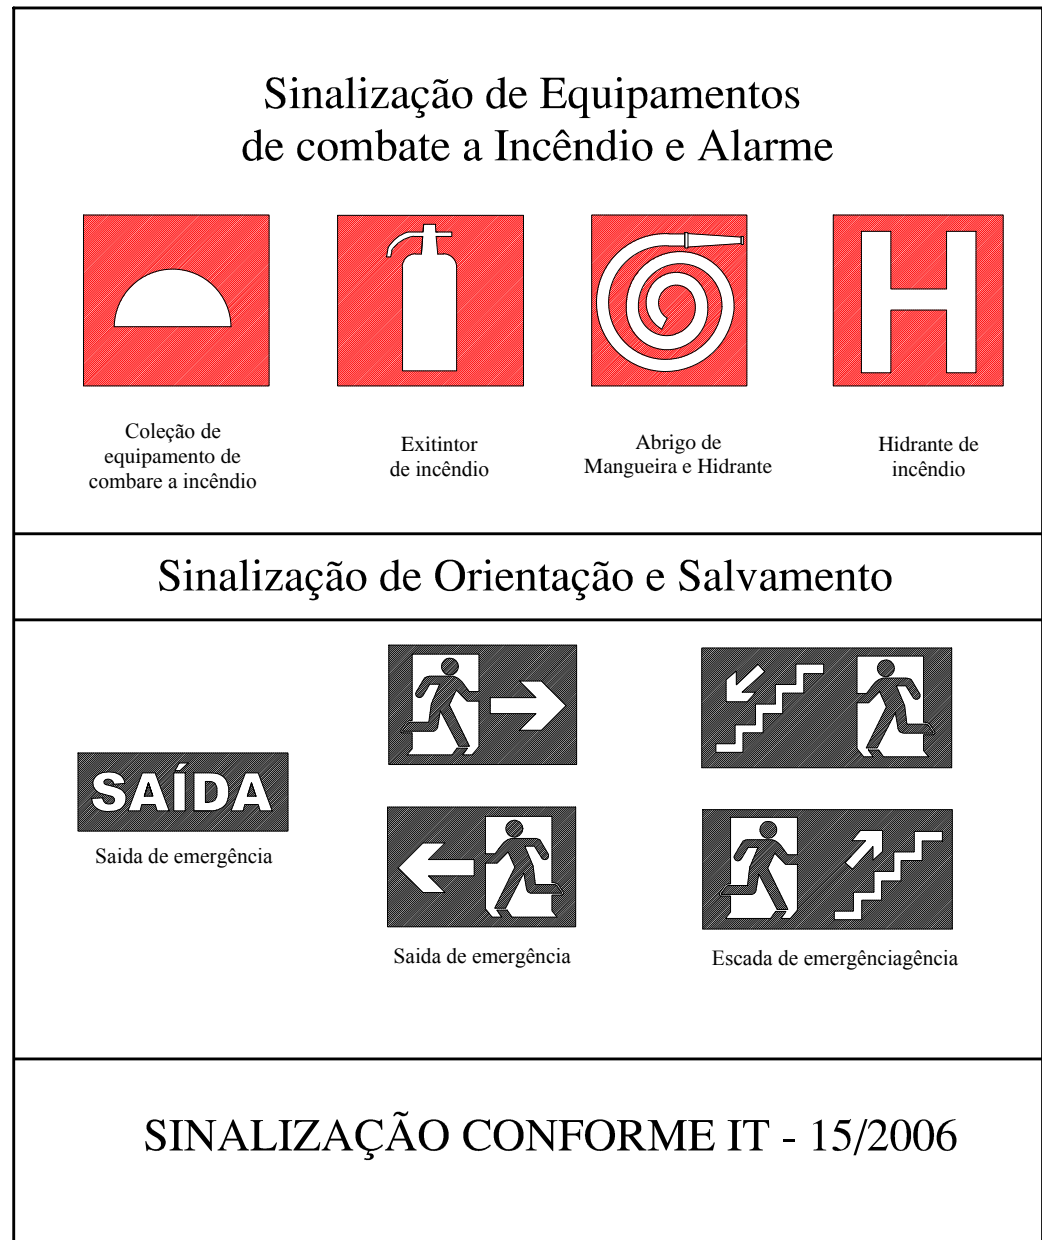 Sinalização de Equipamentos
de combate a Incêndio e Alarme
H
Coleção de
equipamento de
combare a incêndio
Exitintor
de incêndio
Abrigo de
Mangueira e Hidrante
Hidrante de
incêndio
Sinalização de Orientação e Salvamento
SAÍDA
Saida de emergência
Saida de emergência
Escada de emergênciagência
SINALIZAÇÃO CONFORME IT - 15/2006